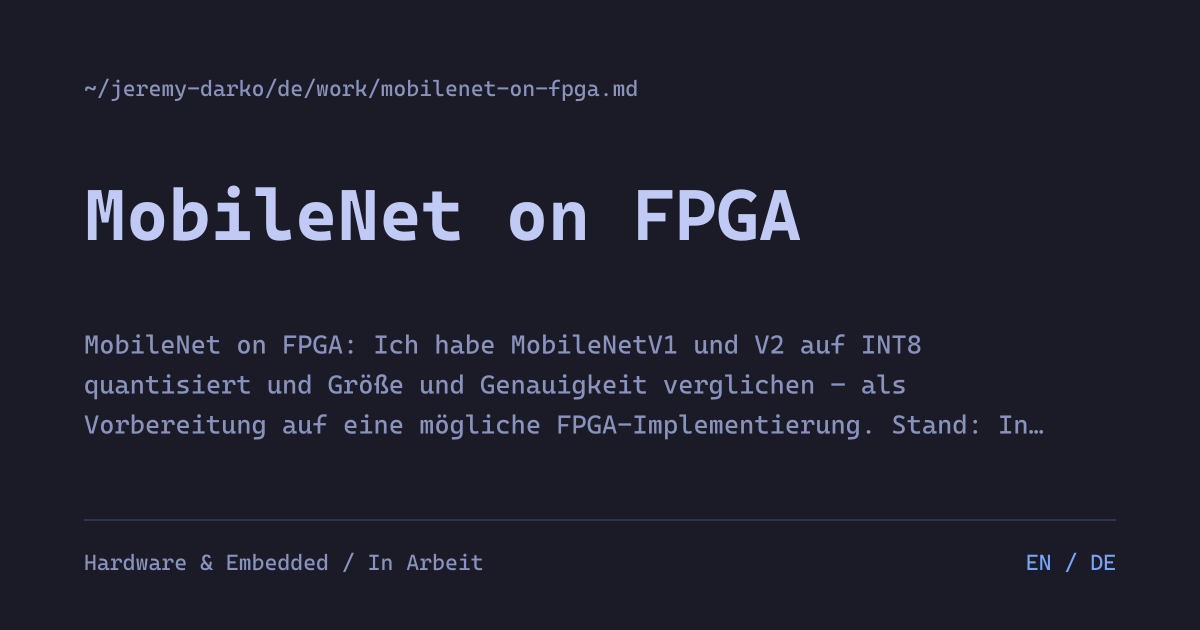 ~/jeremy-darko/de/work/mobilenet-on-fpga.md
MobileNet on FPGA
MobileNet on FPGA: Ich habe MobileNetV1 und V2 auf INT8
quantisiert und Größe und Genauigkeit verglichen – als
Vorbereitung auf eine mögliche FPGA-Implementierung. Stand: In…
Hardware & Embedded / In Arbeit
EN / DE